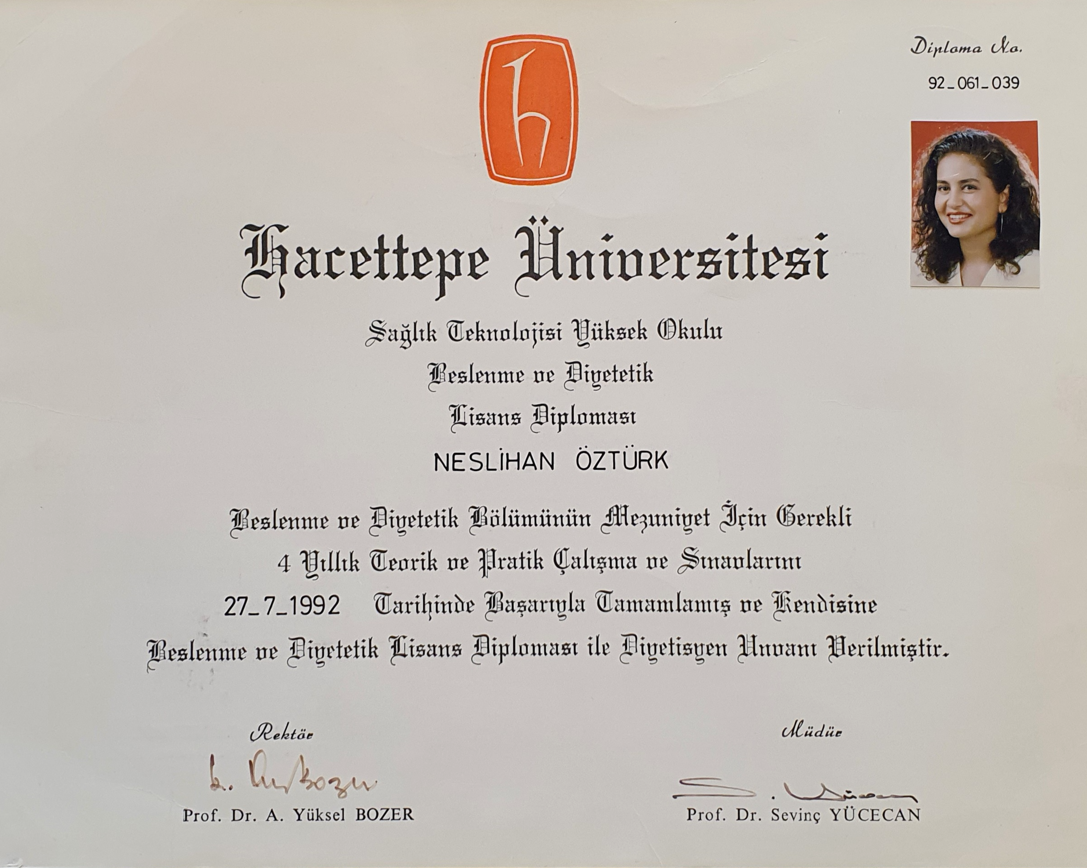 Diploma No.
92_061_039
Hacettepe Üniversitesi
Sağlık Teknolojisi Yüksek Okulu
Beslenme ve Diyetetik
Lisans Diploması
NESLİHAN ÖZTÜRK
Beslenme ve Diyetetik Bölümünün Mezuniyet İçin Gerekli
4 Yıllık Teorik ve Pratik Çalışma ve Sınavlarını
27_7_1992 Tarihinde Başarıyla Tamamlamış ve Kendisine
Beslenme ve Diyetetik Lisans Diploması ile Diyetisyen Unvanı Verilmiştir.
Rektör
Prof. Dr. A. Yüksel BOZER
Müdür
Prof. Dr. Sevinç YÜCECAN